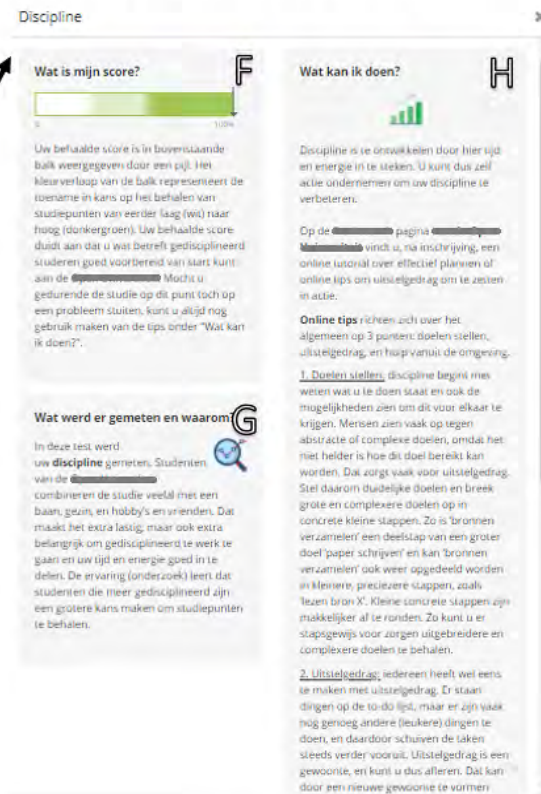 Discipline
F
Wat is mijn score?
0
100%
Uw behaalde score is in bovenstaande
balk weergegeven door een pijl. Het
kleurverloop van de balk representeert de
toename in kans op het behalen van
studiepunten van eerder laag (wit) naar
hoog (donkergroen). Uw behaalde score
duidt aan dat u wat betreft gedisciplineerd
studeren goed voorbereid van start kunt
aan de Mocht u
gedurende de studie op dit punt toch op
een probleem stuiten, kunt u altijd nog
gebruik maken van de tips onder "Wat kan
ik doen?".
G
Wat werd er gemeten en waarom?
In deze test werd
uw discipline gemeten. Studenten
van de
combineren de studie veelal met een
baan, gezin, en hobby's en vrienden. Dat
maakt het extra lastig, maar ook extra
belangrijk om gedisciplineerd te werk te
gaan en uw tijd en energie goed in te
delen. De ervaring (onderzoek) leert dat
studenten die meer gedisciplineerd zijn
een grotere kans maken om studiepunten
te behalen.
H
Wat kan ik doen?
Discipline is te ontwikkelen door hier tijd
en energie in te steken. U kunt dus zelf
actie ondernemen om uw discipline te
verbeteren.
Op de pagina
vindt u, na inschrijving, een
online tutorial over effectief plannen of
online tips om uitstelgedrag om te zetten
in actie.
Online tips richten zich over het
algemeen op 3 punten: doelen stellen,
uitstelgedrag, en hulp vanuit de omgeving.
1. Doelen stellen: discipline begint met
weten wat u te doen staat en ook de
mogelijkheden zien om dit voor elkaar te
krijgen. Mensen zien vaak op tegen
abstracte of complexe doelen, omdat het
niet helder is hoe dit doel bereikt kan
worden. Dat zorgt vaak voor uitstelgedrag.
Stel daarom duidelijke doelen en breek
grote en complexere doelen op in
concrete kleine stappen. Zo is 'bronnen
verzamelen' een deelstap van een groter
doel 'paper schrijven' en kan 'bronnen
verzamelen' ook weer opgedeeld worden
in kleinere, preciezere stappen, zoals
'lezen bron X'. Kleine concrete stappen zijn
makkelijker af te ronden. Zo kunt u er
stapsgewijs voor zorgen uitgebreidere en
complexere doelen te behalen.
2. Uitstelgedrag: iedereen heeft wel eens
te maken met uitstelgedrag. Er staan
dingen op de to-do lijst, maar er zijn vaak
nog genoeg andere (leukere) dingen te
doen, en daardoor schuiven de taken
steeds verder vooruit. Uitstelgedrag is een
gewoonte, en kunt u dus afleren. Dat kan
door een nieuwe gewoonte te vormen